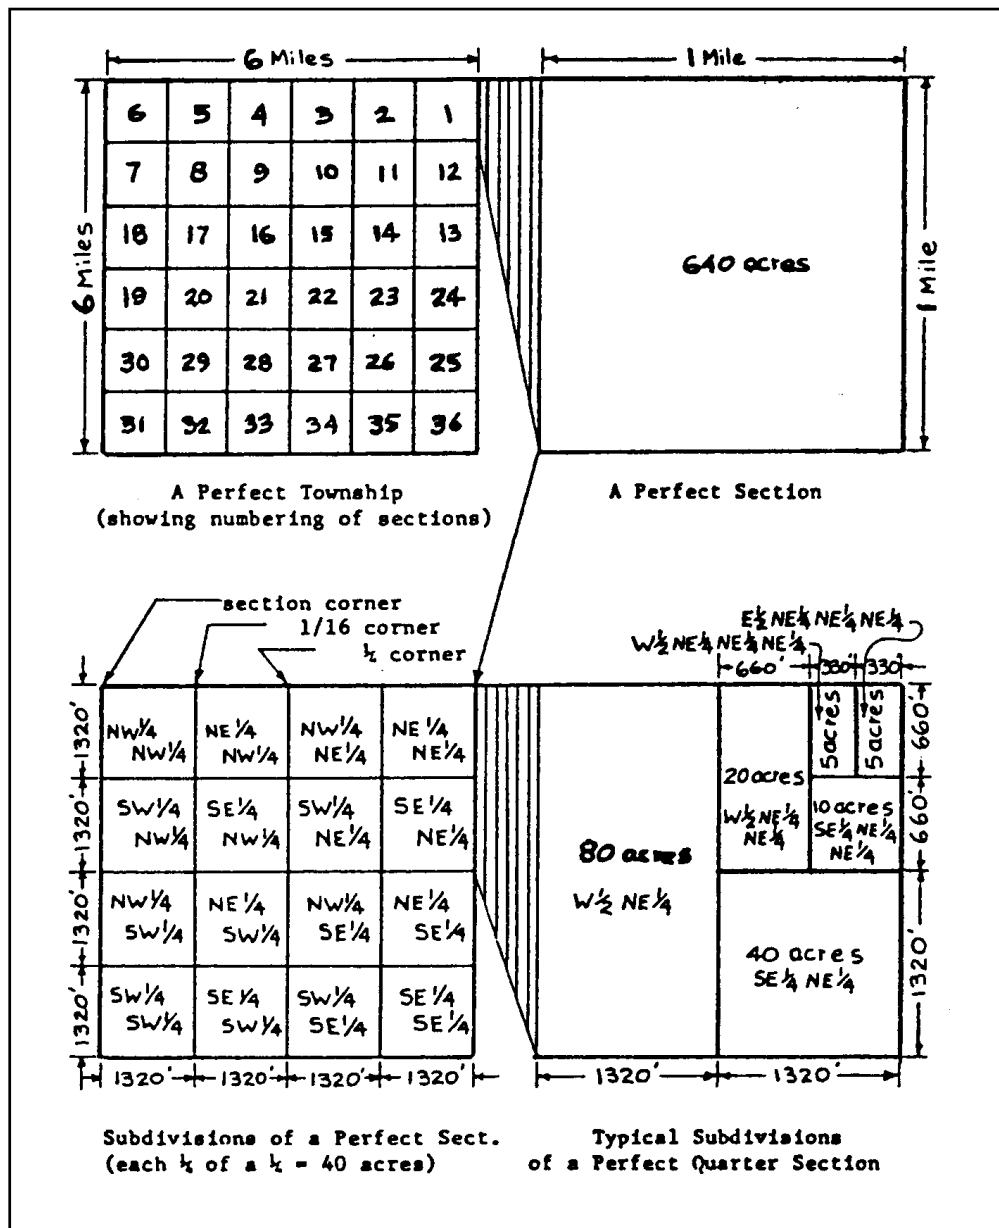 6 Miles
1 Mile
6 5 4 3 2 1
7 8 9 10 11 12
18 17 16 15 14 13
19 20 21 22 23 24
30 29 28 27 26 25
31 32 33 34 35 36
6 Miles
640 acres
1 Mile
A Perfect Township
(showing numbering of sections)
A Perfect Section
section corner
1/16 corner
¼ corner
E½ NE¼ NE¼ NE¼
W½ NE¼ NE¼ NE¼
660' 330' 330'
1320'
1320'
1320'
1320'
NW¼ NE¼ NW¼ NE¼
NW¼ NW¼ NE¼ NE¼
SW¼ SE¼ SW¼ SE¼
NW¼ NW¼ NE¼ NE¼
NW¼ NE¼ NW¼ NE¼
SW¼ SW¼ SE¼ SE¼
SW¼ SE¼ SW¼ SE¼
SW¼ SW¼ SE¼ SE¼
1320' 1320' 1320' 1320'
80 acres
W½ NE¼
20 acres
W½ NE¼
NE¼
5 acres
5 acres
10 acres
SE¼ NE¼
NE¼
40 acres
SE¼ NE¼
660'
660'
1320'
1320' 1320'
Subdivisions of a Perfect Sect.
(each ¼ of a ¼ = 40 acres)
Typical Subdivisions
of a Perfect Quarter Section